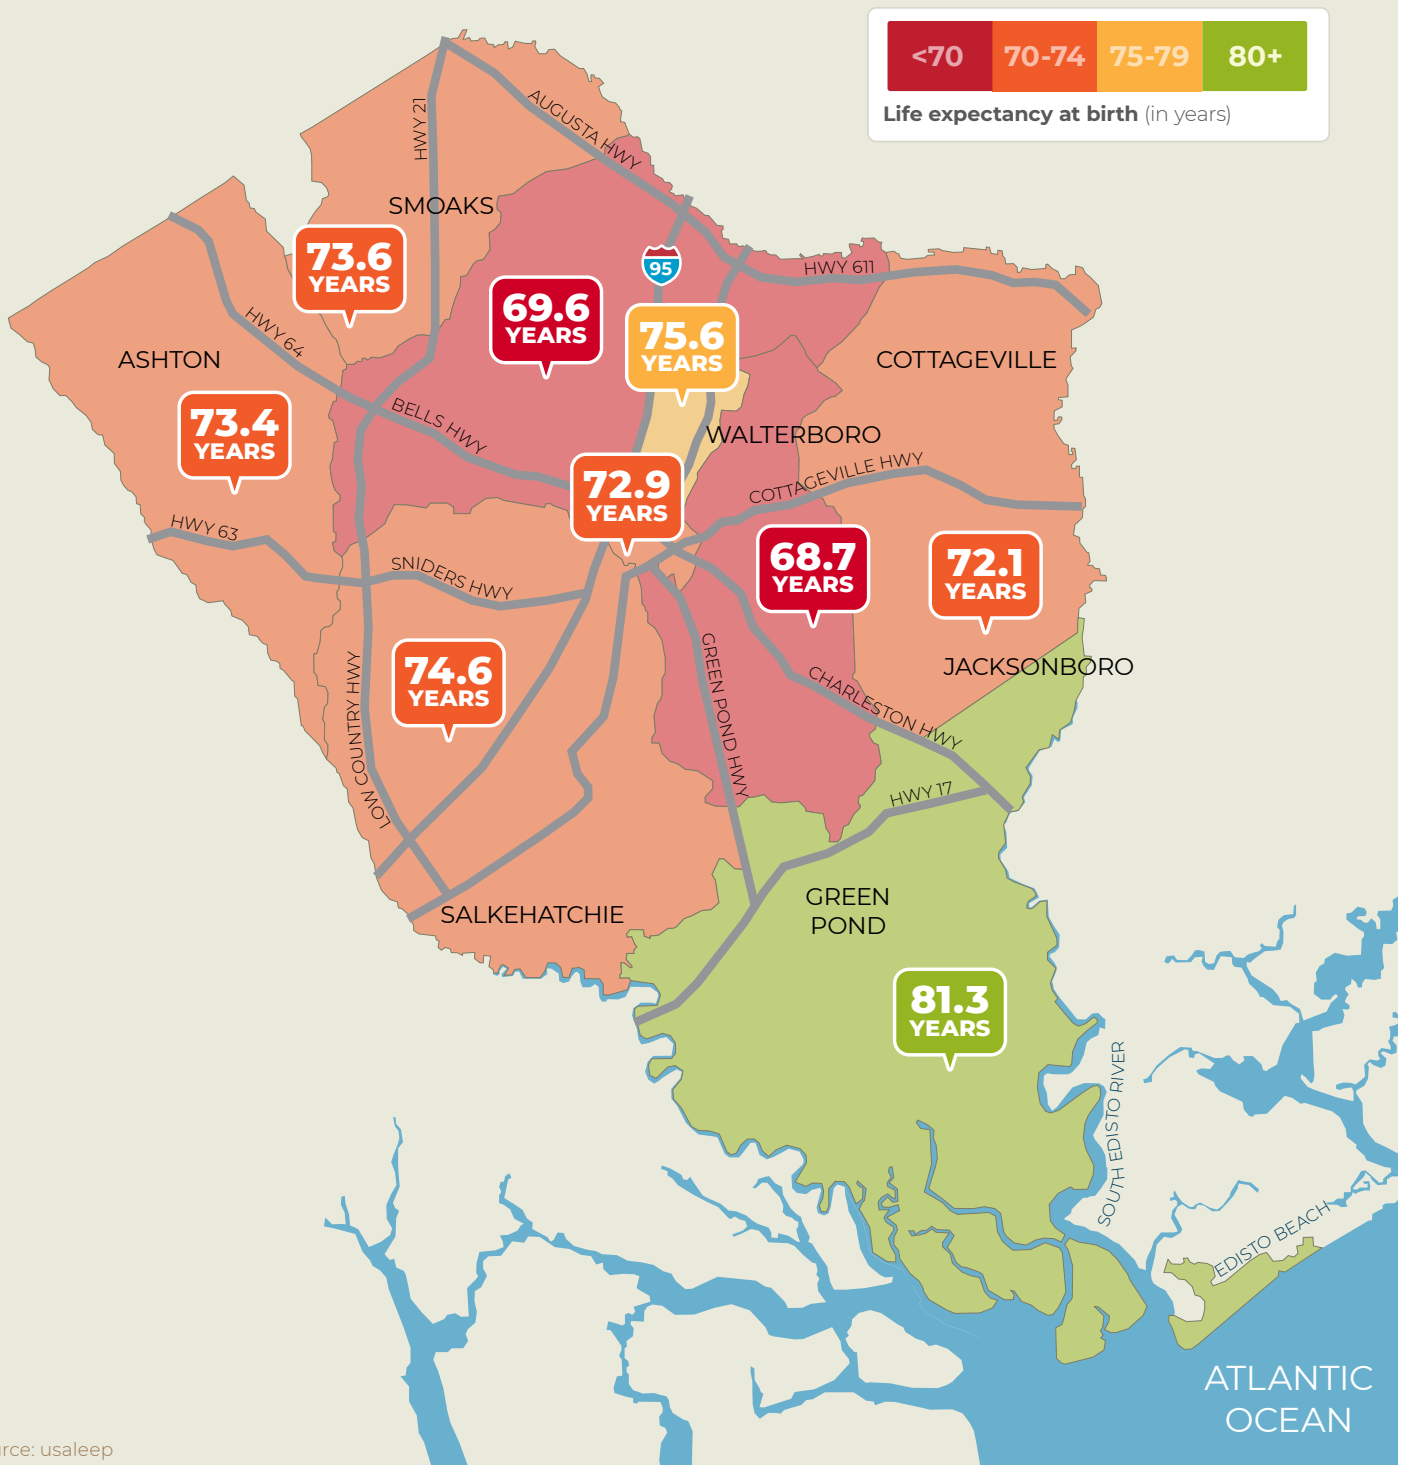 <70 70-74 75-79 80+
Life expectancy at birth (in years)
HWY 21
AUGUSTA HWY
SMOAKS
73.6
YEARS
95
HWY 611
69.6
YEARS
75.6
YEARS
HWY 64
ASHTON
COTTAGEVILLE
73.4
YEARS
BELLS HWY
WALTERBORO
COTTAGEVILLE HWY
72.9
YEARS
HWY 63
SNIDERS HWY
68.7
YEARS
72.1
YEARS
74.6
YEARS
GREEN POND HWY
JACKSONBORO
LOW COUNTRY HWY
CHARLESTON HWY
HWY 17
SALKEHATCHIE
GREEN
POND
81.3
YEARS
SOUTH EDISTO RIVER
EDISTO BEACH
ATLANTIC
OCEAN
rce: usaleep